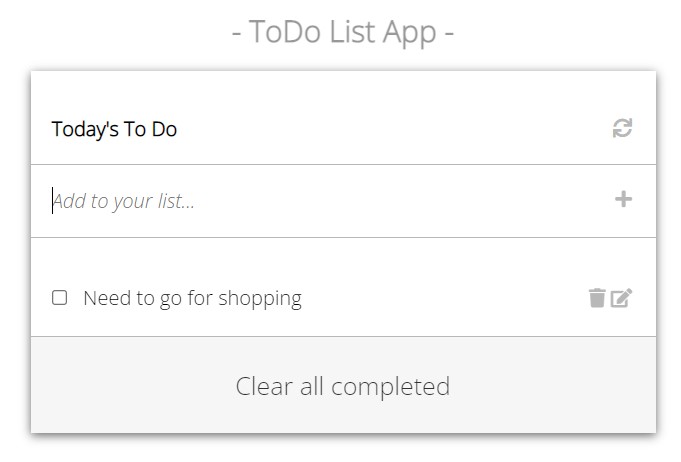 - ToDo List App -
Today's To Do
Add to your list...
Need to go for shopping
Clear all completed